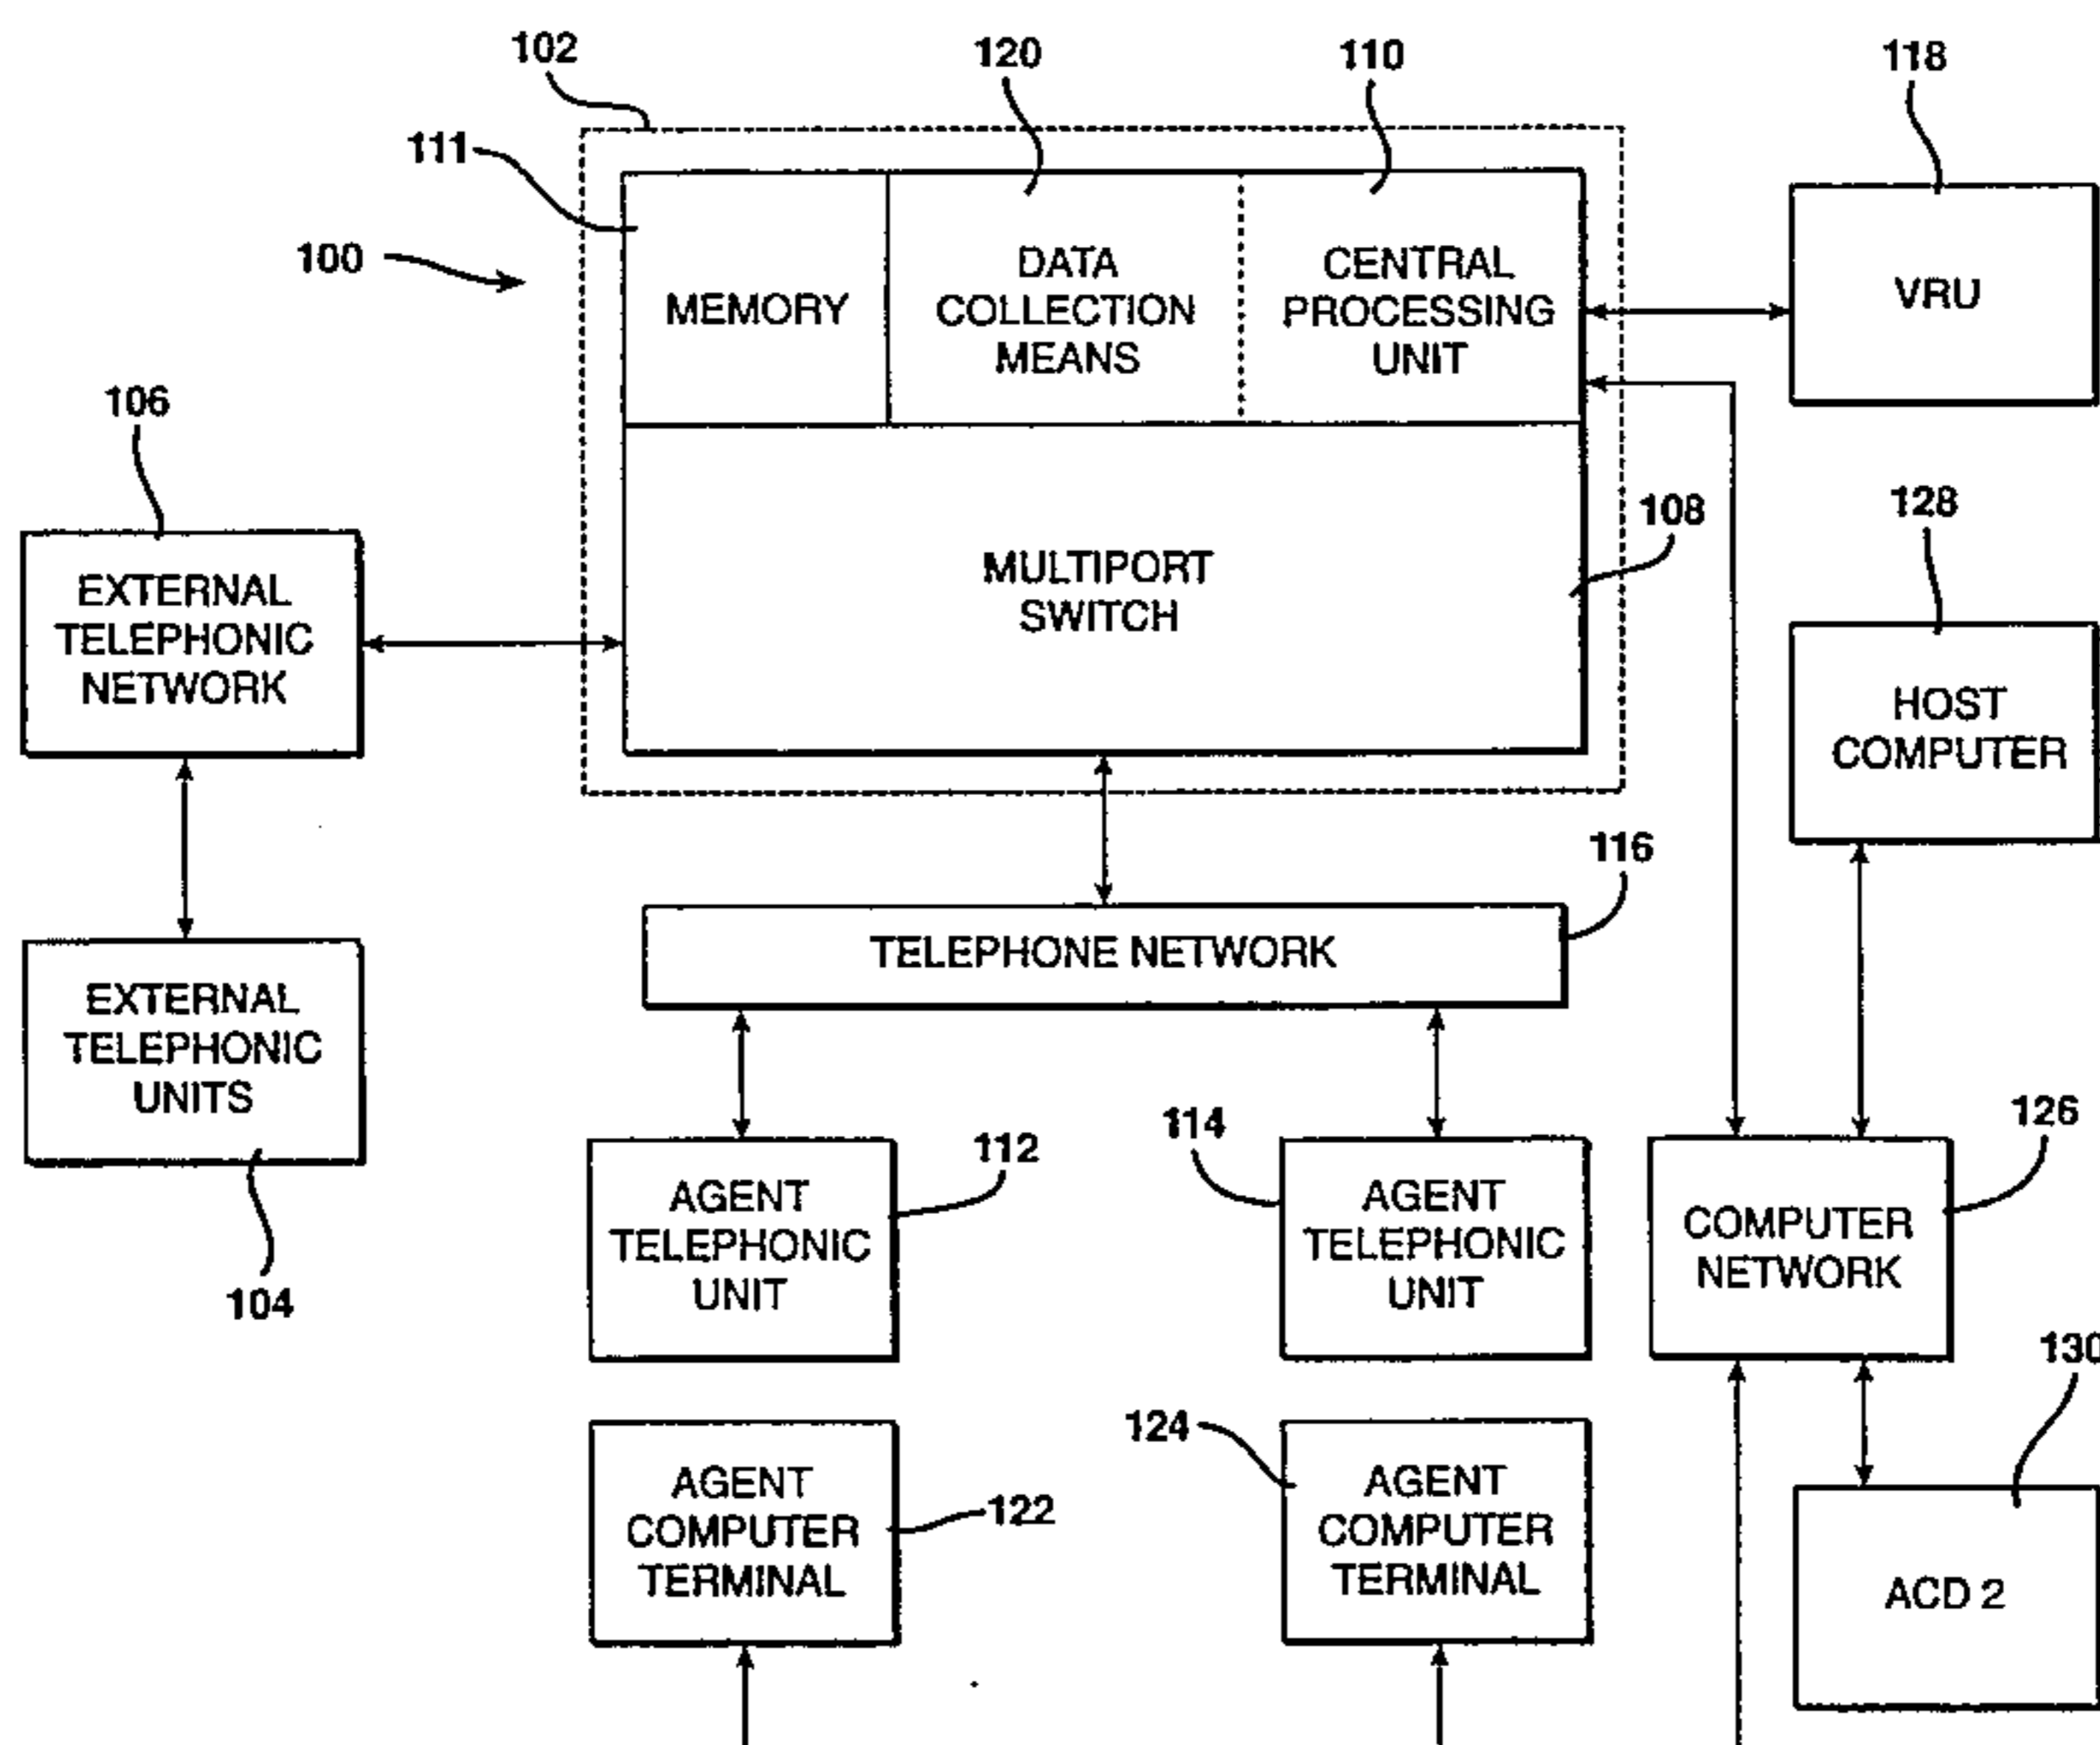 102
120
110
118
111
100
MEMORY
DATA
COLLECTION
MEANS
CENTRAL
PROCESSING
UNIT
VRU
106
108
128
EXTERNAL
TELEPHONIC
NETWORK
MULTIPORT
SWITCH
HOST
COMPUTER
116
TELEPHONE NETWORK
EXTERNAL
TELEPHONIC
UNITS
104
112
114
126
AGENT
TELEPHONIC
UNIT
AGENT
TELEPHONIC
UNIT
COMPUTER
NETWORK
130
124
122
AGENT
COMPUTER
TERMINAL
AGENT
COMPUTER
TERMINAL
ACD 2